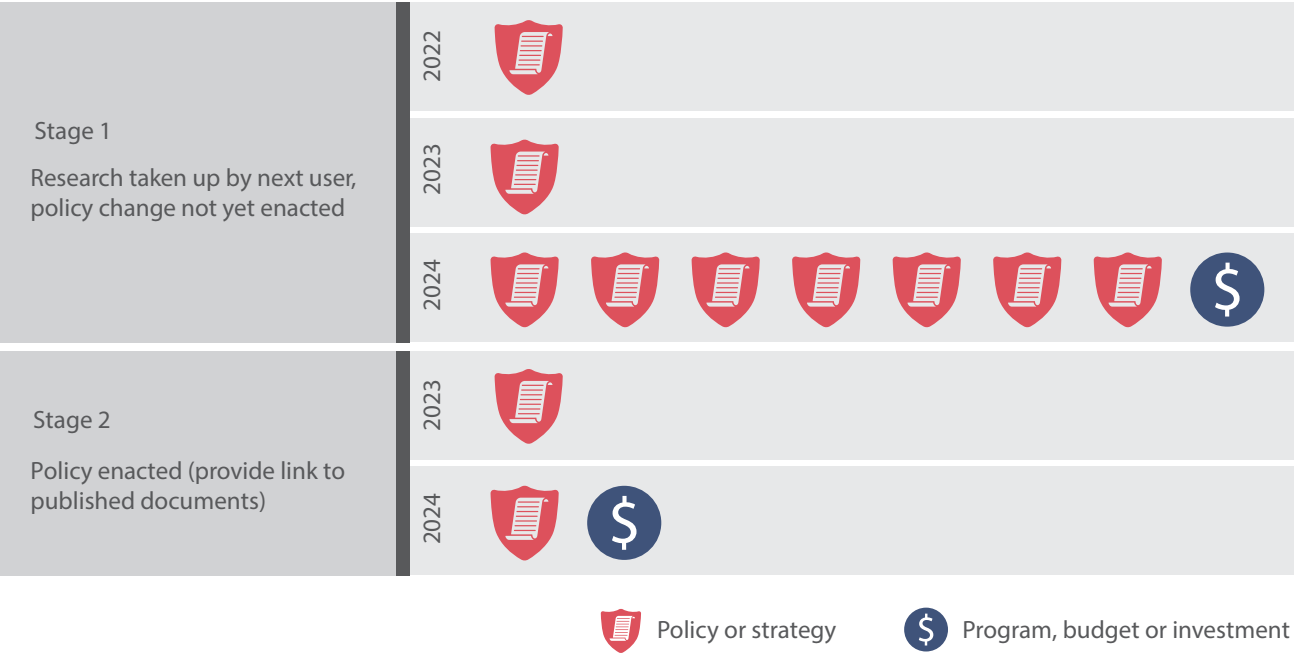 Stage 1
Research taken up by next user,
policy change not yet enacted
2022
2023
2024
$
Stage 2
Policy enacted (provide link to
published documents)
2023
2024
$
Policy or strategy
$
Program, budget or investment